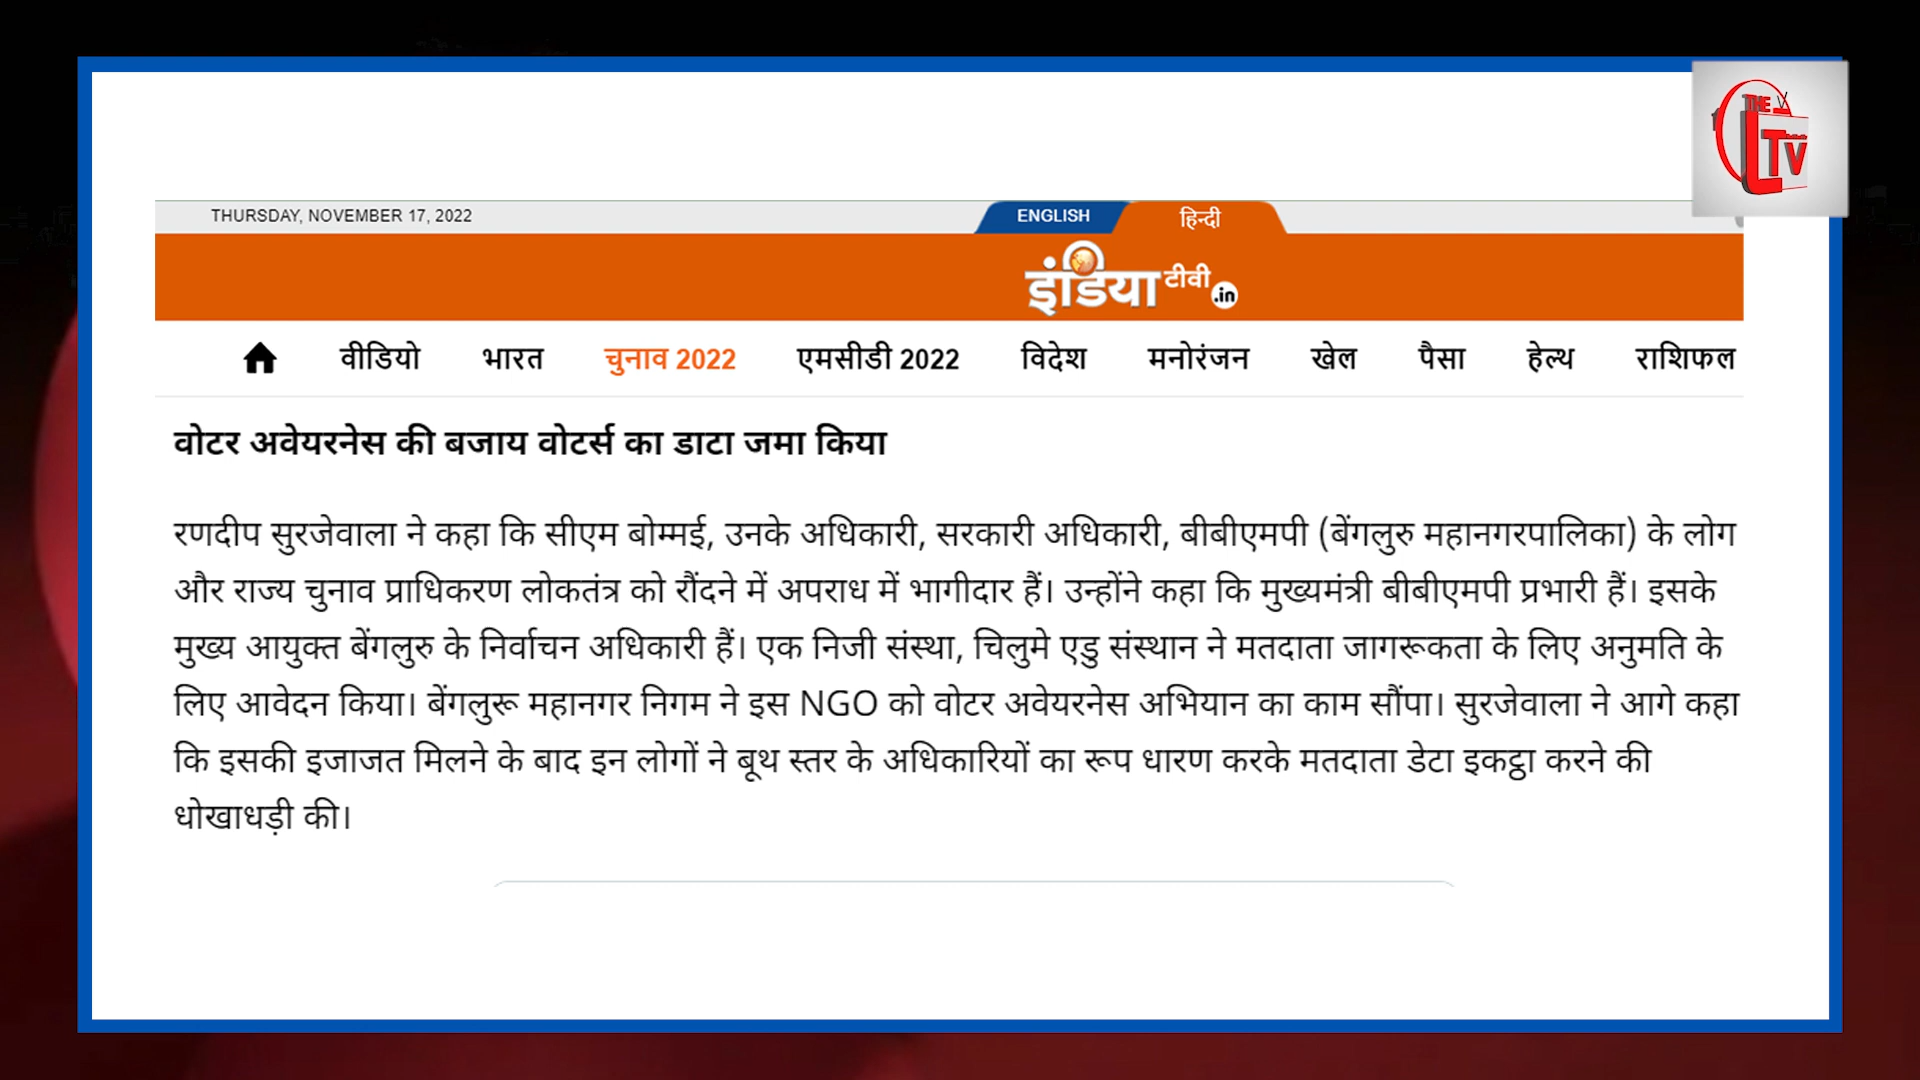 THE
LTV
THURSDAY, NOVEMBER 17, 2022 ENGLISH हिन्दी
इंडिया टीवी .in
वीडियो भारत चुनाव 2022 एमसीडी 2022 विदेश मनोरंजन खेल पैसा हेल्थ राशिफल
वोटर अवेयरनेस की बजाय वोटर्स का डाटा जमा किया
रणदीप सुरजेवाला ने कहा कि सीएम बोम्मई, उनके अधिकारी, सरकारी अधिकारी, बीबीएमपी (बेंगलुरु महानगरपालिका) के लोग
और राज्य चुनाव प्राधिकरण लोकतंत्र को रौंदने में अपराध में भागीदार हैं। उन्होंने कहा कि मुख्यमंत्री बीबीएमपी प्रभारी हैं। इसके
मुख्य आयुक्त बेंगलुरु के निर्वाचन अधिकारी हैं। एक निजी संस्था, चिलुमे एडु संस्थान ने मतदाता जागरूकता के लिए अनुमति के
लिए आवेदन किया। बेंगलुरू महानगर निगम ने इस NGO को वोटर अवेयरनेस अभियान का काम सौंपा। सुरजेवाला ने आगे कहा
कि इसकी इजाजत मिलने के बाद इन लोगों ने बूथ स्तर के अधिकारियों का रूप धारण करके मतदाता डेटा इकट्ठा करने की
धोखाधड़ी की।